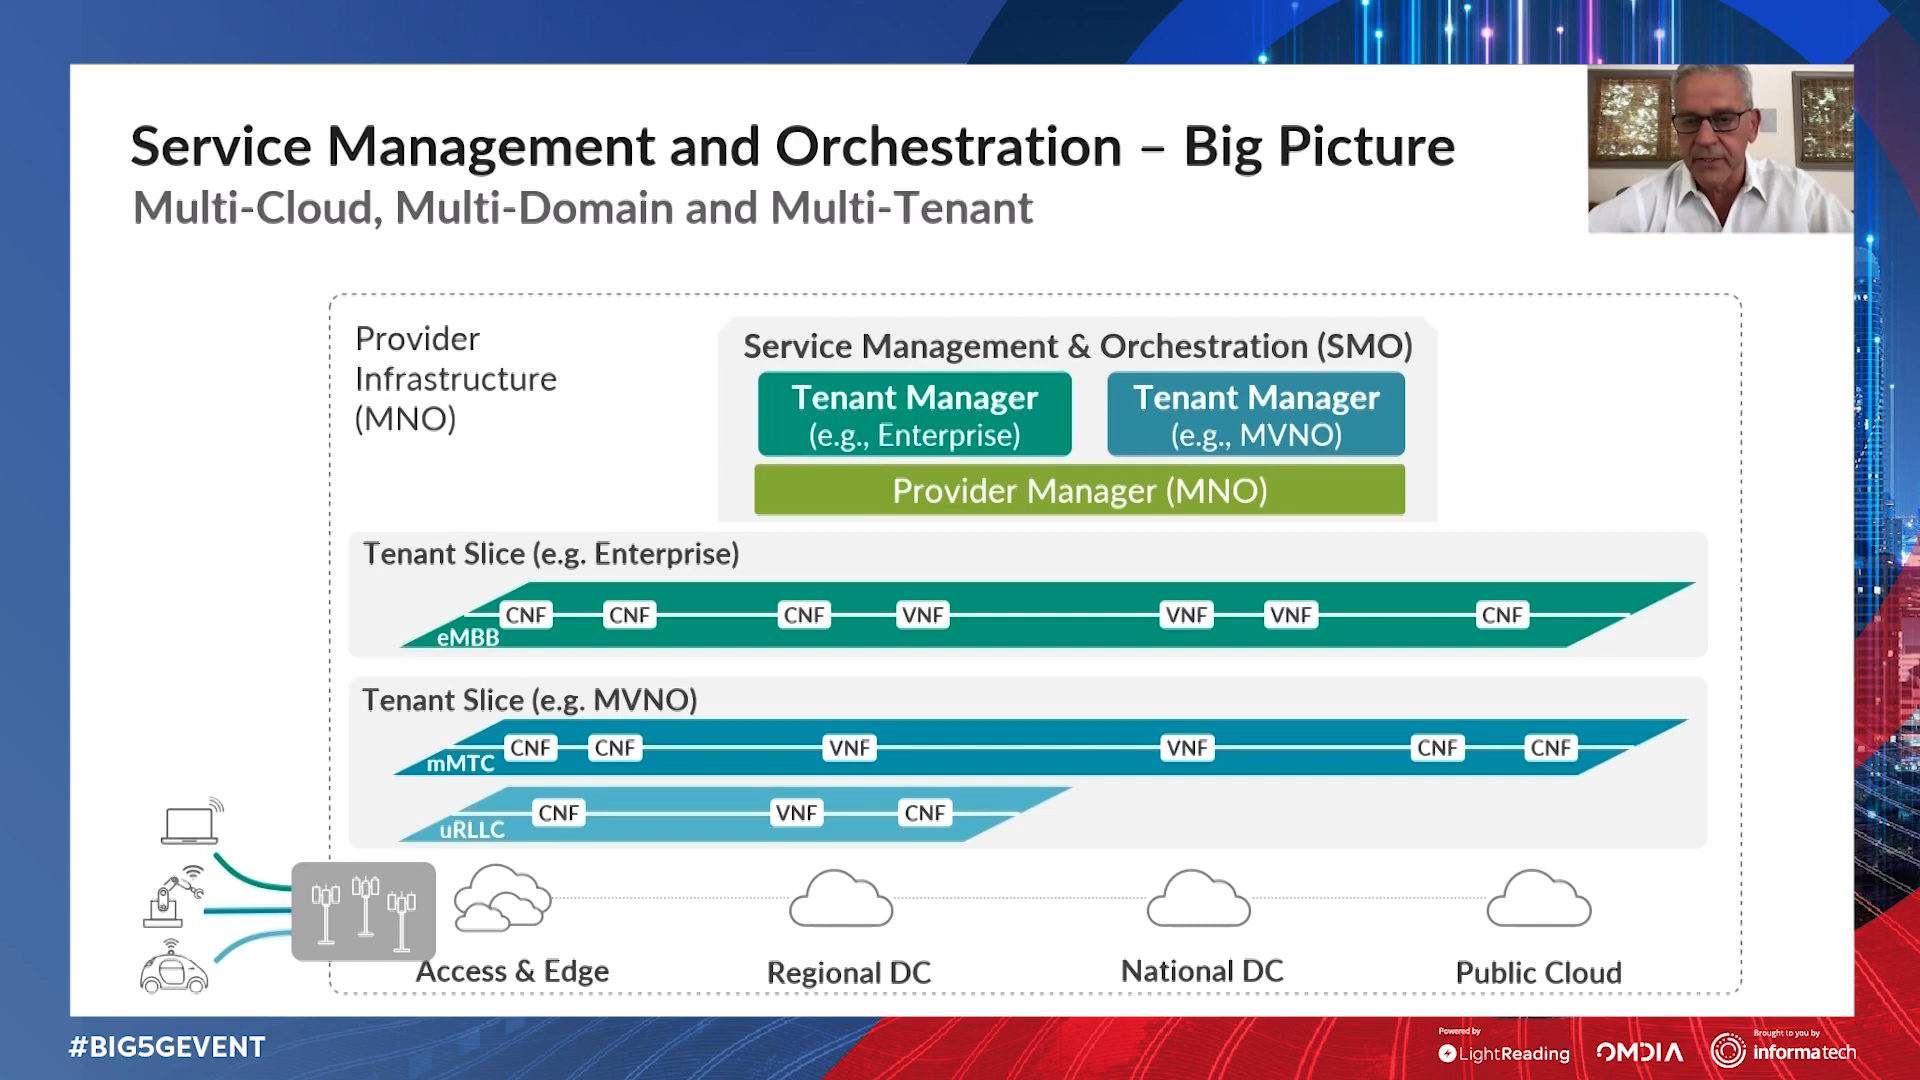 Service Management and Orchestration – Big Picture
Multi-Cloud, Multi-Domain and Multi-Tenant
Provider
Infrastructure
(MNO)
Service Management & Orchestration (SMO)
Tenant Manager
(e.g., Enterprise)
Tenant Manager
(e.g., MVNO)
Provider Manager (MNO)
Tenant Slice (e.g. Enterprise)
CNF CNF CNF VNF VNF VNF CNF
eMBB
Tenant Slice (e.g. MVNO)
CNF CNF VNF VNF CNF CNF
mMTC
CNF VNF CNF
uRLLC
Access & Edge
Regional DC
National DC
Public Cloud
#BIG5GEVENT
Powered by
LightReading
OMDIA
Brought to you by
informa tech